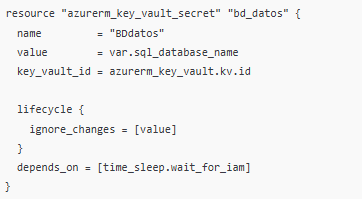 resource "azurerm_key_vault_secret" "bd_datos" {
  name         = "BDdatos"
  value        = var.sql_database_name
  key_vault_id = azurerm_key_vault.kv.id

  lifecycle {
    ignore_changes = [value]
  }
  depends_on = [time_sleep.wait_for_iam]
}